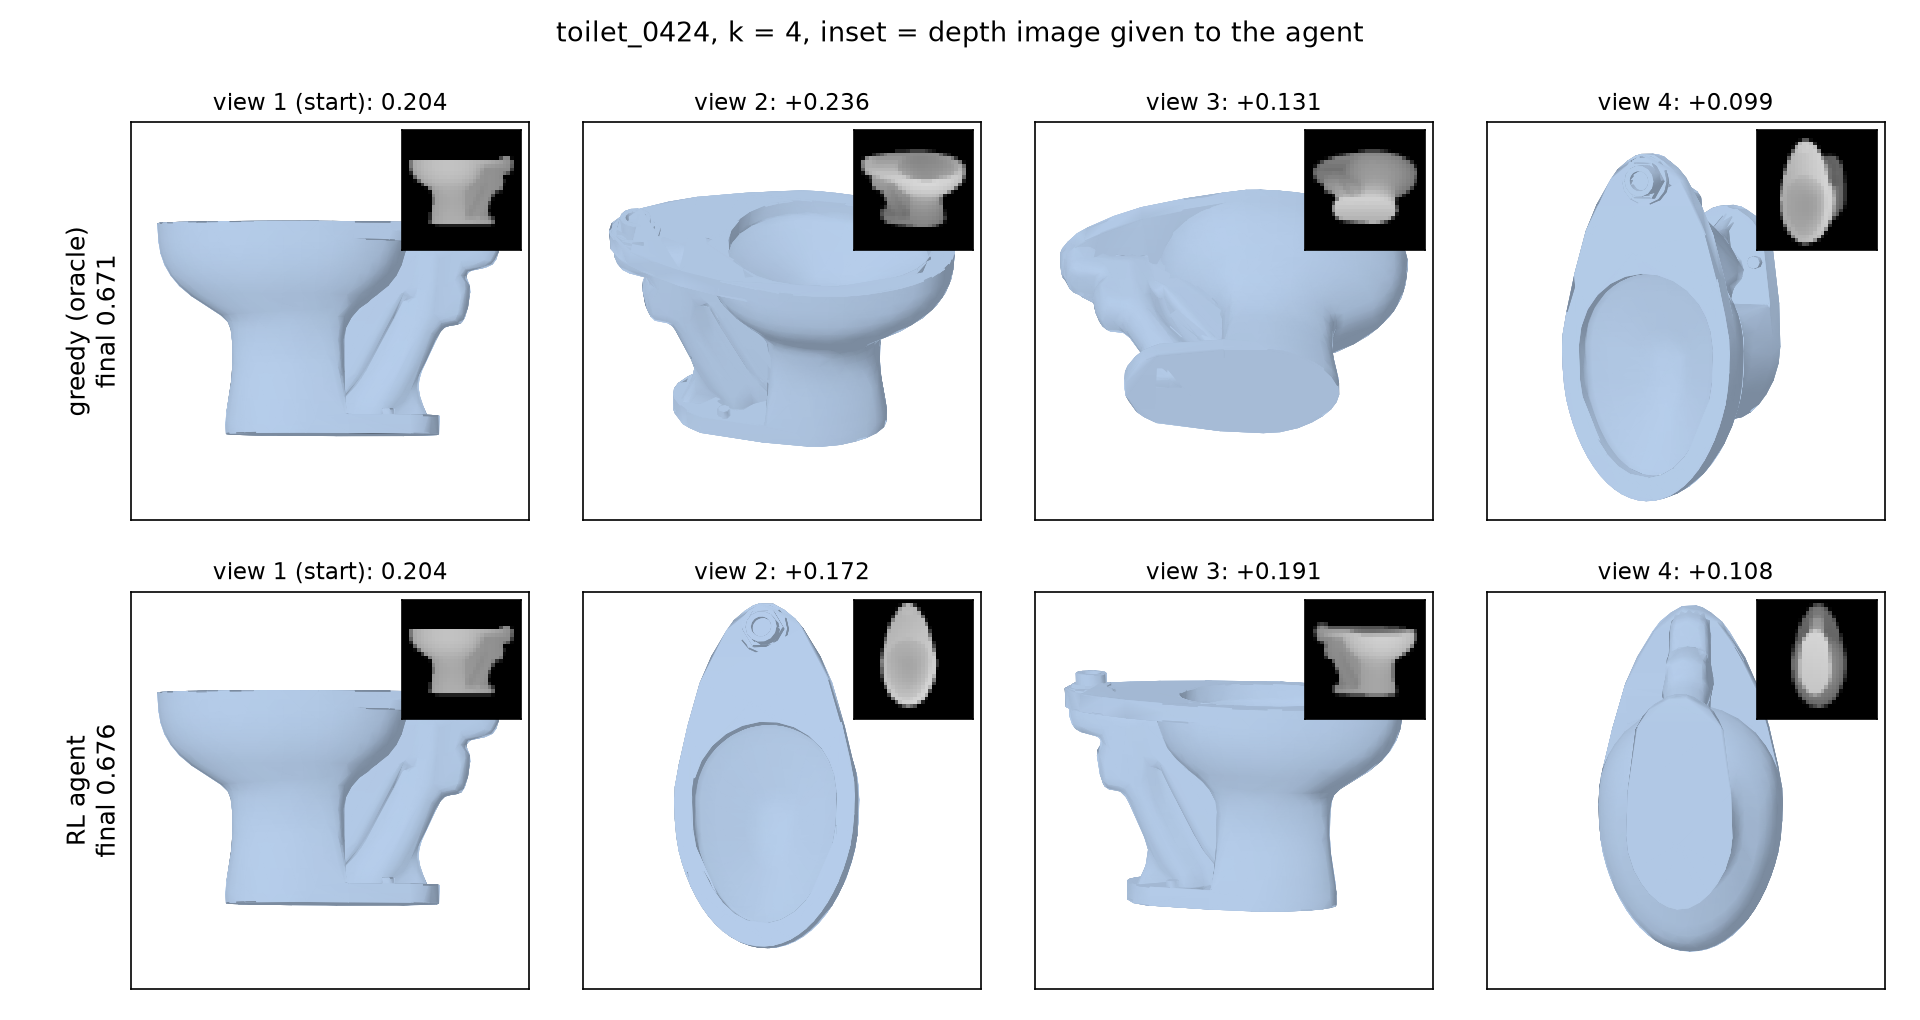 toilet_0424, k = 4, inset = depth image given to the agent
view 1 (start): 0.204
view 2: +0.236
view 3: +0.131
view 4: +0.099
greedy (oracle)
final 0.671
view 1 (start): 0.204
view 2: +0.172
view 3: +0.191
view 4: +0.108
RL agent
final 0.676